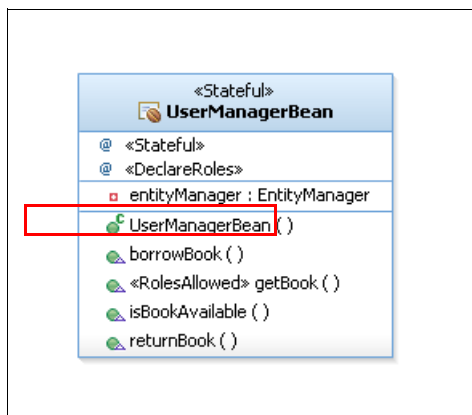 «Stateful»
UserManagerBean
@ «Stateful»
@ «DeclareRoles»
entityManager : EntityManager
UserManagerBean ( )
borrowBook ( )
«RolesAllowed» getBook ( )
isBookAvailable ( )
returnBook ( )